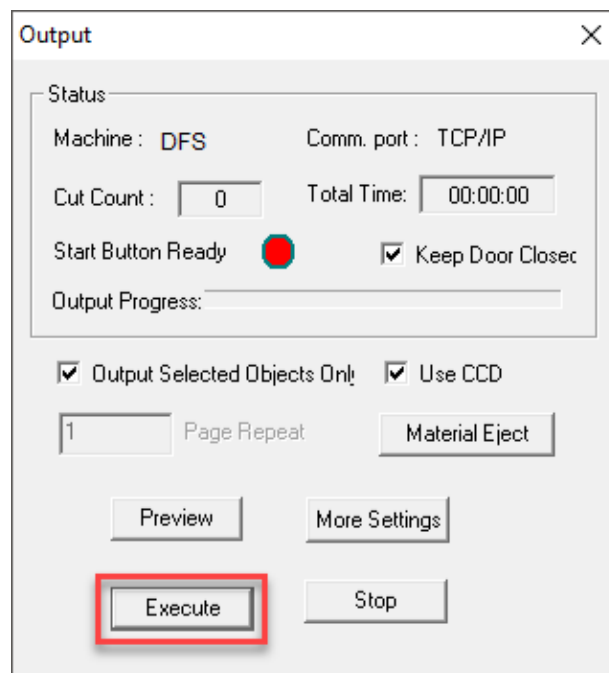 Output
Status
Machine : DFS Comm. port : TCP/IP
Cut Count : 0 Total Time: 00:00:00
Start Button Ready Keep Door Closec
Output Progress:
Output Selected Objects Only Use CCD
1 Page Repeat Material Eject
Preview More Settings
Execute Stop